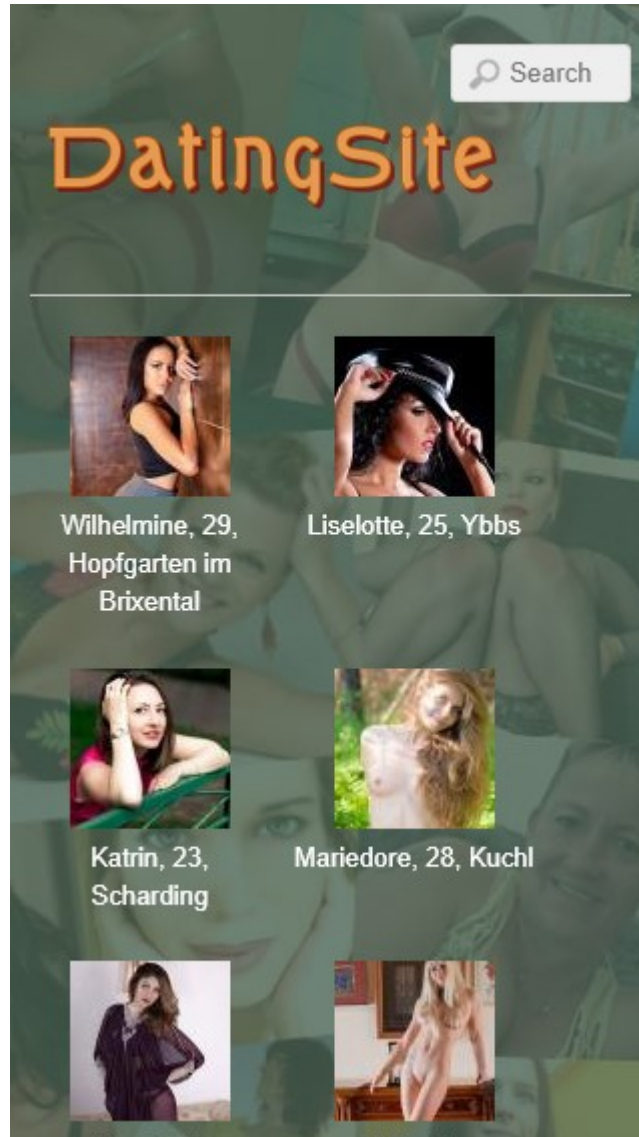 Search
DatingSite
Wilhelmine, 29,
Hopfgarten im
Brixental
Liselotte, 25, Ybbs
Katrin, 23,
Scharding
Mariedore, 28, Kuchl